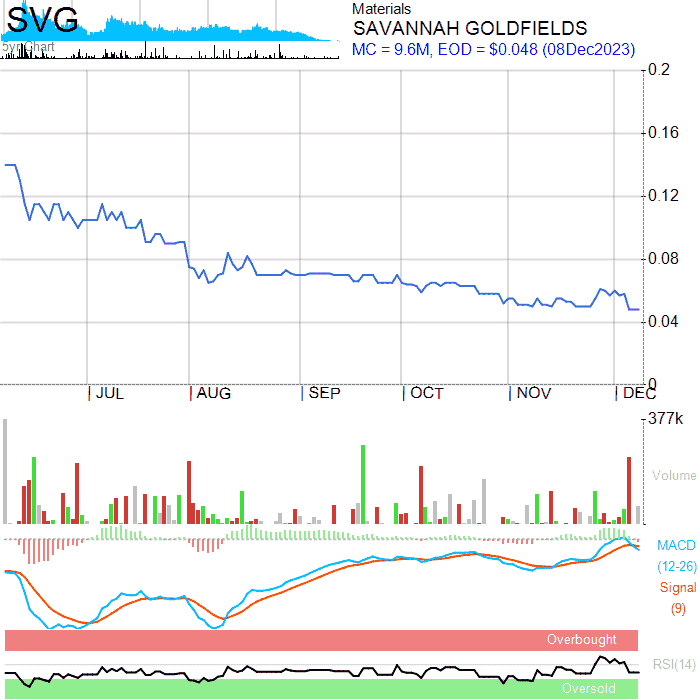 SVG
5yr Chart
Materials
SAVANNAH GOLDFIELDS
MC = 9.6M, EOD = $0.048 (08Dec2023)
0.2
0.16
0.12
0.08
0.04
0
JUL
AUG
SEP
OCT
NOV
DEC
377k
Volume
MACD
(12-26)
Signal
(9)
Overbought
RSI(14)
Oversold